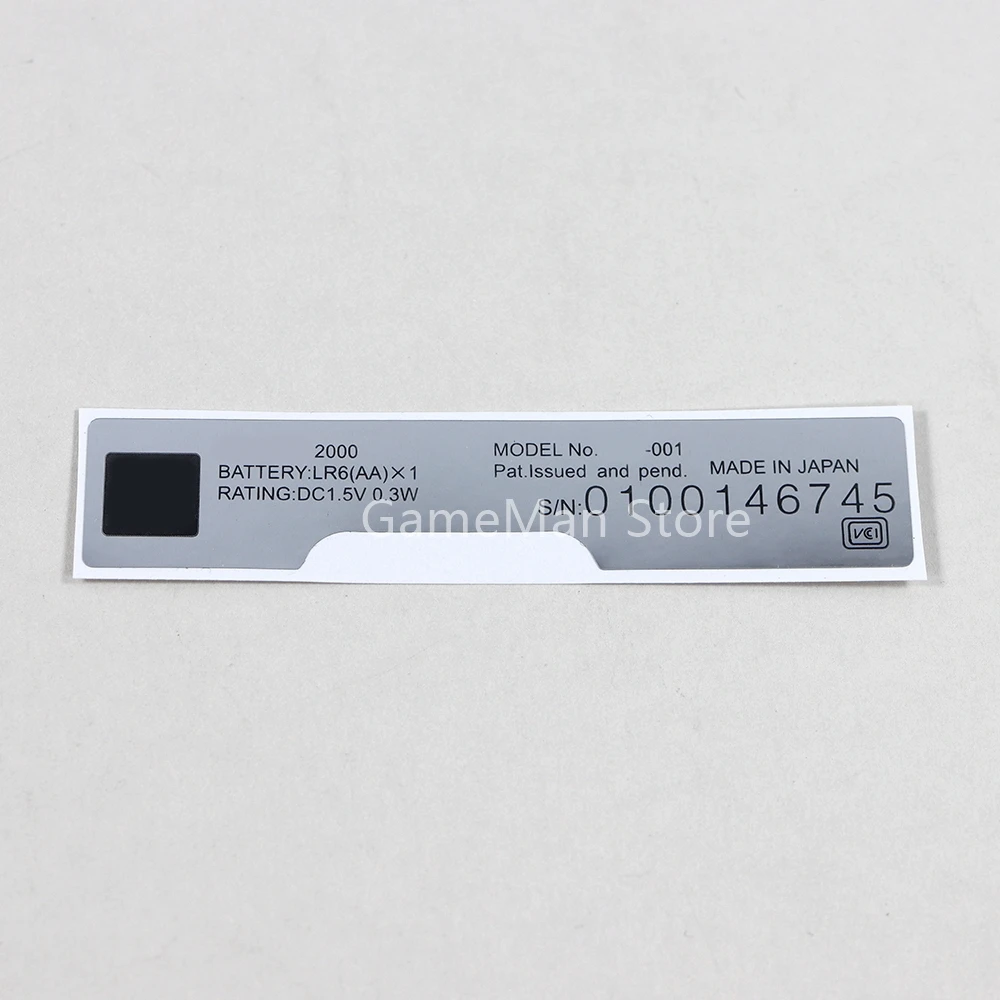 2000
BATTERY:LR6(AA)×1
RATING:DC1.5V 0.3W
MODEL No. -001
Pat.Issued and pend. MADE IN JAPAN
S/N:0100146745
VCI
GameMan Store